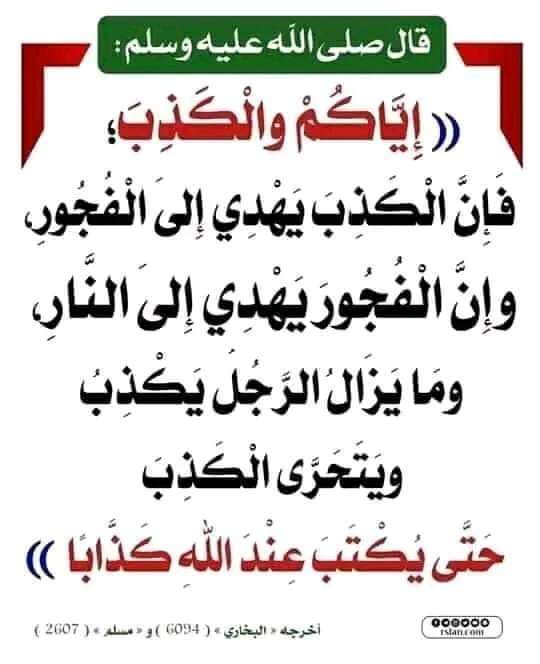 قال صلى الله عليه وسلم :
(( إِيَّاكُمْ والْكَذِبَ؛
فَإِنَّ الْكَذِبَ يَهْدِي إِلىَ الْفُجُورِ،
وإِنَّ الْفُجُورَ يَهْدِي إِلىَ النَّارِ،
ومَا يَزَالُ الرَّجُلُ يَكْذِبُ
ويَتَحَرَّى الْكَذِبَ
حَتَّى يُكْتَبَ عِنْدَ اللهِ كَذَّابًا ))
أخرجه « البخاري » ( 6094 ) و « مسلم » ( 2607 )
rslan.com